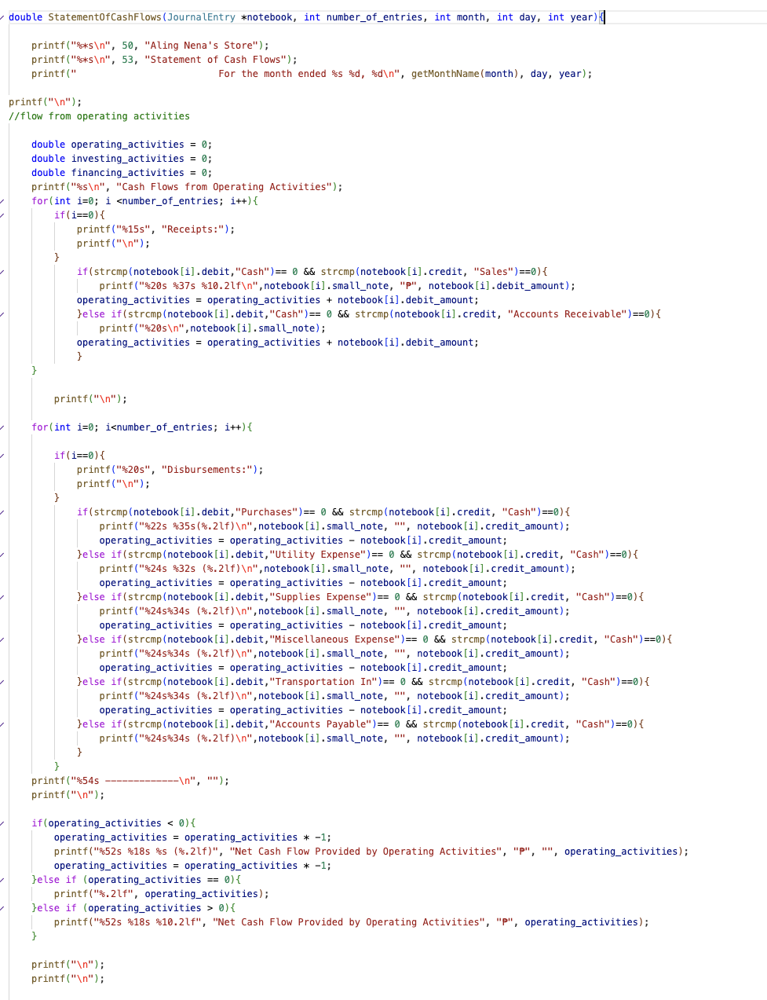 double StatementOfCashFlows(JournalEntry *notebook, int number_of_entries, int month, int day, int year){
    printf("%*s\n", 50, "Aling Nena's Store");
    printf("%*s\n", 53, "Statement of Cash Flows");
    printf("                         For the month ended %s %d, %d\n", getMonthName(month), day, year);
printf("\n");
//flow from operating activities
    double operating_activities = 0;
    double investing_activities = 0;
    double financing_activities = 0;
    printf("%s\n", "Cash Flows from Operating Activities");
    for(int i=0; i <number_of_entries; i++){
        if(i==0){
            printf("%15s", "Receipts:");
            printf("\n");
        }
            if(strcmp(notebook[i].debit,"Cash")== 0 && strcmp(notebook[i].credit, "Sales")==0){
                printf("%20s %37s %10.2lf\n",notebook[i].small_note, "₱", notebook[i].debit_amount);
            operating_activities = operating_activities + notebook[i].debit_amount;
            }else if(strcmp(notebook[i].debit,"Cash")== 0 && strcmp(notebook[i].credit, "Accounts Receivable")==0){
                printf("%20s\n",notebook[i].small_note);
            operating_activities = operating_activities + notebook[i].debit_amount;
            }
    }
        printf("\n");
    for(int i=0; i<number_of_entries; i++){
        if(i==0){
            printf("%20s", "Disbursements:");
            printf("\n");
        }
            if(strcmp(notebook[i].debit,"Purchases")== 0 && strcmp(notebook[i].credit, "Cash")==0){
                printf("%22s %35s(%.2lf)\n",notebook[i].small_note, "", notebook[i].credit_amount);
                operating_activities = operating_activities - notebook[i].credit_amount;
            }else if(strcmp(notebook[i].debit,"Utility Expense")== 0 && strcmp(notebook[i].credit, "Cash")==0){
                printf("%24s %32s (%.2lf)\n",notebook[i].small_note, "", notebook[i].credit_amount);
                operating_activities = operating_activities - notebook[i].credit_amount;
            }else if(strcmp(notebook[i].debit,"Supplies Expense")== 0 && strcmp(notebook[i].credit, "Cash")==0){
                printf("%24s%34s (%.2lf)\n",notebook[i].small_note, "", notebook[i].credit_amount);
                operating_activities = operating_activities - notebook[i].credit_amount;
            }else if(strcmp(notebook[i].debit,"Miscellaneous Expense")== 0 && strcmp(notebook[i].credit, "Cash")==0){
                printf("%24s%34s (%.2lf)\n",notebook[i].small_note, "", notebook[i].credit_amount);
                operating_activities = operating_activities - notebook[i].credit_amount;
            }else if(strcmp(notebook[i].debit,"Transportation In")== 0 && strcmp(notebook[i].credit, "Cash")==0){
                printf("%24s%34s (%.2lf)\n",notebook[i].small_note, "", notebook[i].credit_amount);
                operating_activities = operating_activities - notebook[i].credit_amount;
            }else if(strcmp(notebook[i].debit,"Accounts Payable")== 0 && strcmp(notebook[i].credit, "Cash")==0){
                printf("%24s%34s (%.2lf)\n",notebook[i].small_note, "", notebook[i].credit_amount);
            }
        }
    printf("%54s -------------\n", "");
    printf("\n");
    if(operating_activities < 0){
        operating_activities = operating_activities * -1;
        printf("%52s %18s %s (%.2lf)", "Net Cash Flow Provided by Operating Activities", "₱", "", operating_activities);
        operating_activities = operating_activities * -1;
    }else if (operating_activities == 0){
        printf("%.2lf", operating_activities);
    }else if (operating_activities > 0){
        printf("%52s %18s %10.2lf", "Net Cash Flow Provided by Operating Activities", "₱", operating_activities);
    }
    printf("\n");
    printf("\n");